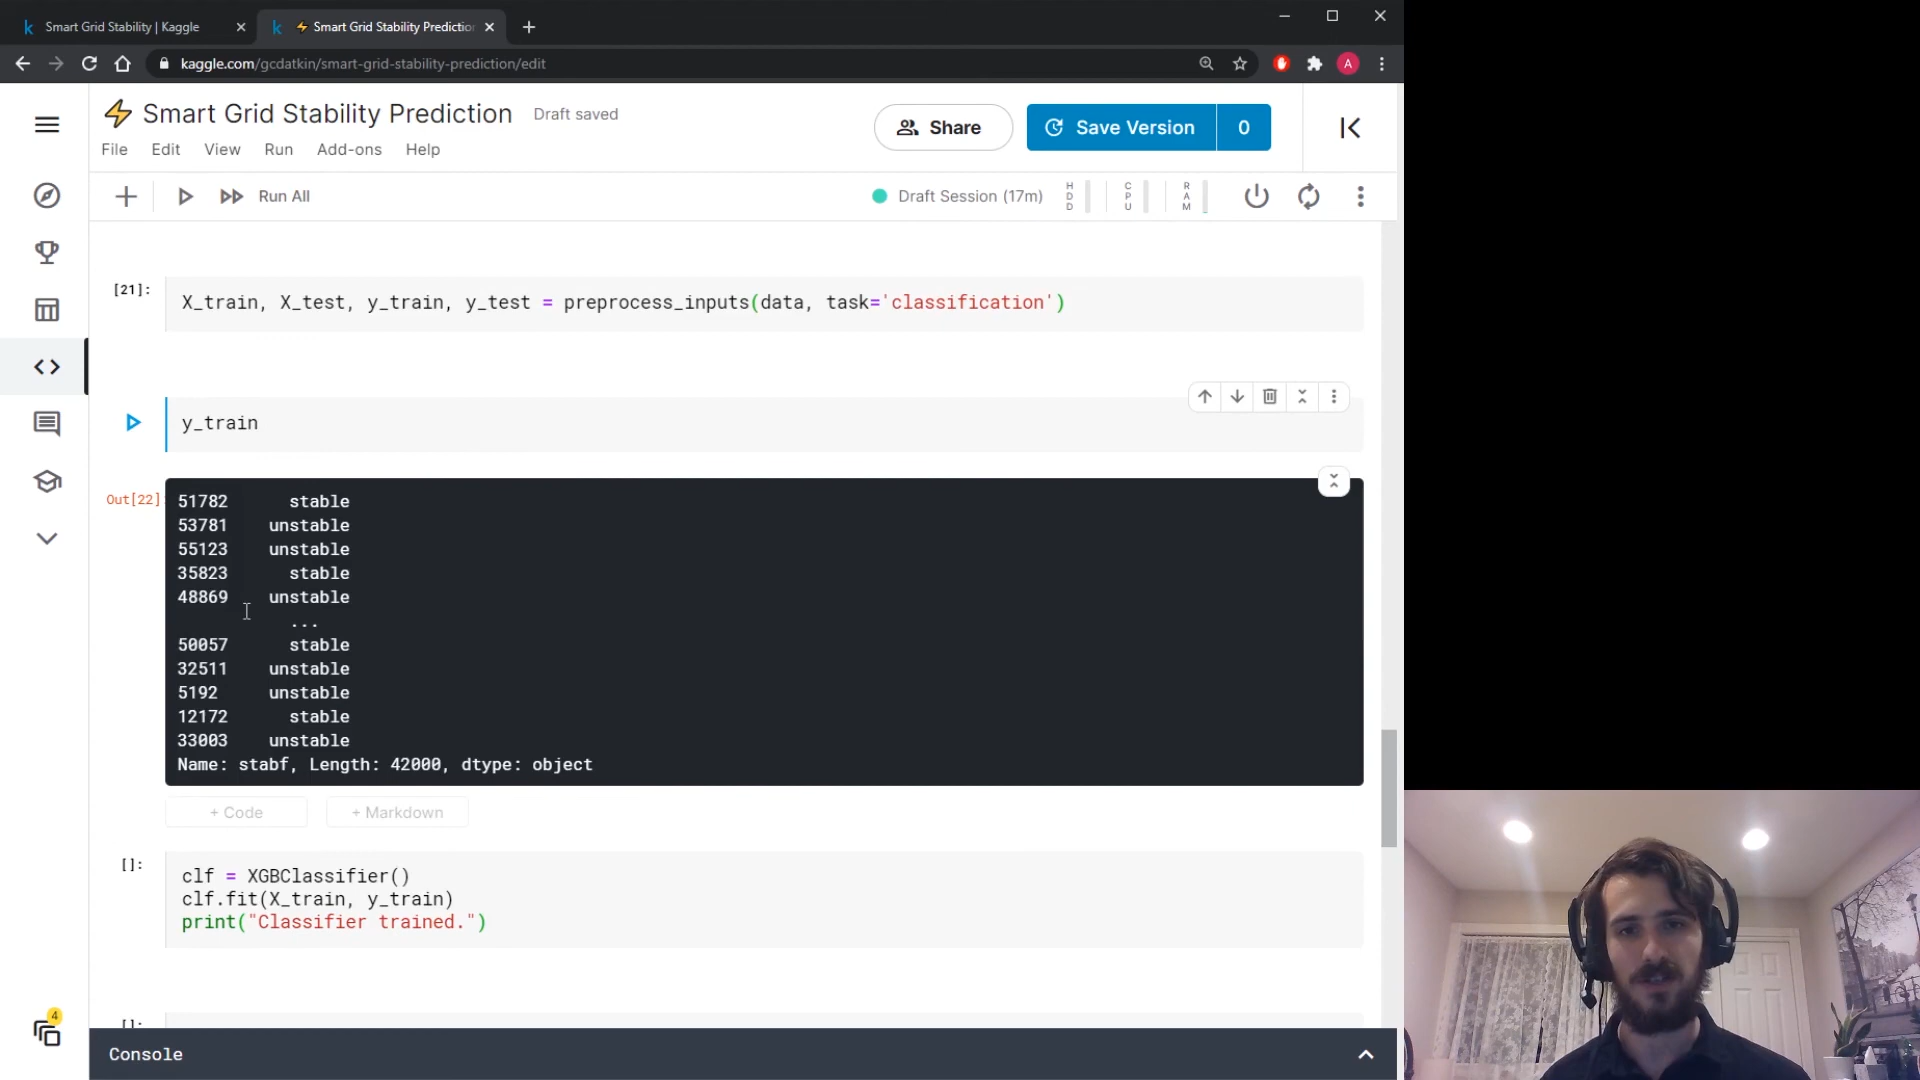 Smart Grid Stability | Kaggle
Smart Grid Stability Predictio
kaggle.com/gcdatkin/smart-grid-stability-prediction/edit
A
Smart Grid Stability Prediction
Draft saved
Share
Save Version
0
File Edit View Run Add-ons Help
Run All
Draft Session (17m)
HDD
CPU
RAM
[21]:
X_train, X_test, y_train, y_test = preprocess_inputs(data, task='classification')
y_train
Out[22]
51782 stable
53781 unstable
55123 unstable
35823 stable
48869 unstable
...
50057 stable
32511 unstable
5192 unstable
12172 stable
33003 unstable
Name: stabf, Length: 42000, dtype: object
+ Code
+ Markdown
[]:
clf = XGBClassifier()
clf.fit(X_train, y_train)
print("Classifier trained.")
[]:
4
Console